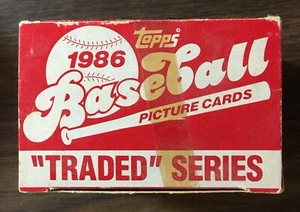 topps
1986
Baseball
PICTURE CARDS
"TRADED" SERIES